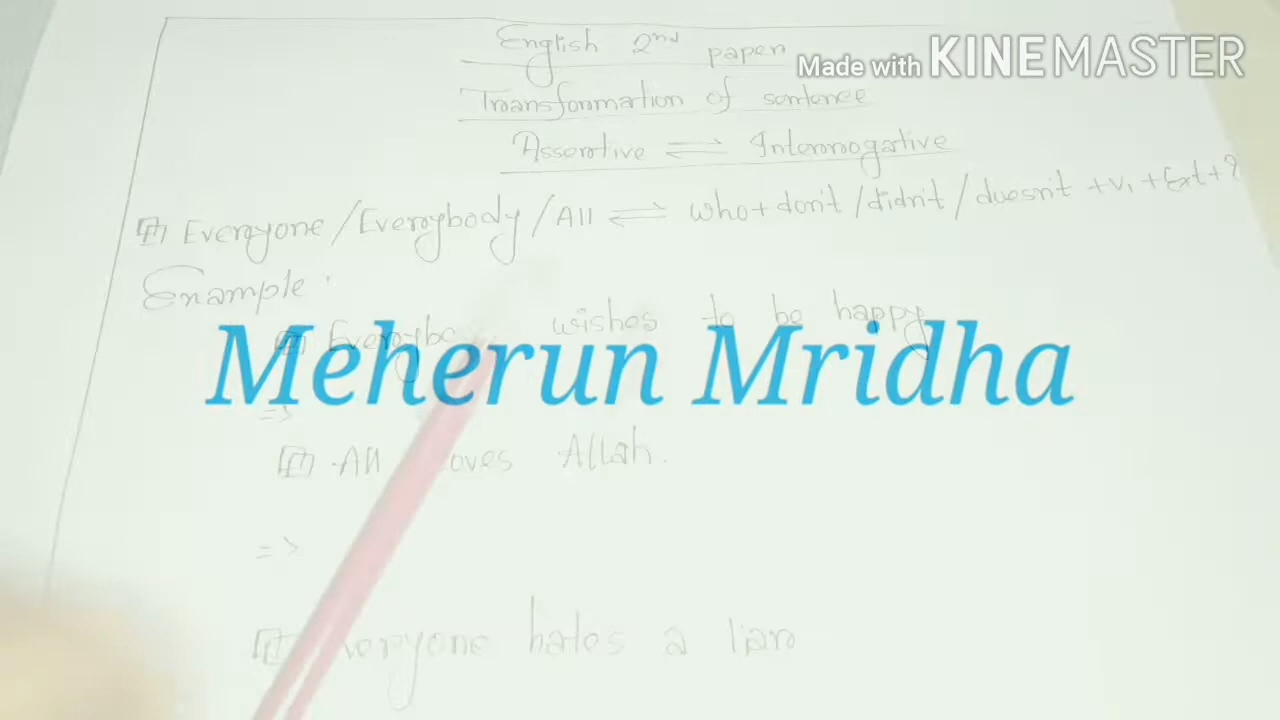 English 2nd paper
Made with KINEMASTER
Transformation of sentence
Assertive ⇌ Interrogative
Everyone/Everybody/All ⇌ who+don't/didn't/doesn't +V1+Ext+?
Example:
wishes to be happy
Meherun Mridha
=>
All loves Allah.
=>
Everyone hates a liar